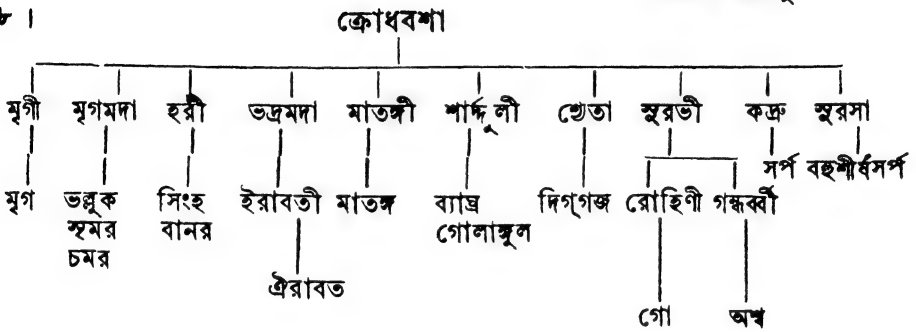 ৮ ।
ক্রোধবশা
মৃগী মৃগমদা হরী ভদ্রমদা মাতঙ্গী শার্দ্দূলী শ্বেতা সুরভী কদ্রু সুরসা
সর্প বহুশীর্ষসর্প
মৃগ ভল্লুক সিংহ ইরাবতী মাতঙ্গ ব্যাঘ্র দিগ্‌গজ রোহিণী গন্ধর্ব্বী
সৃমর বানর গোলাঙ্গুল
চমর
ঐরাবত
গো অশ্ব